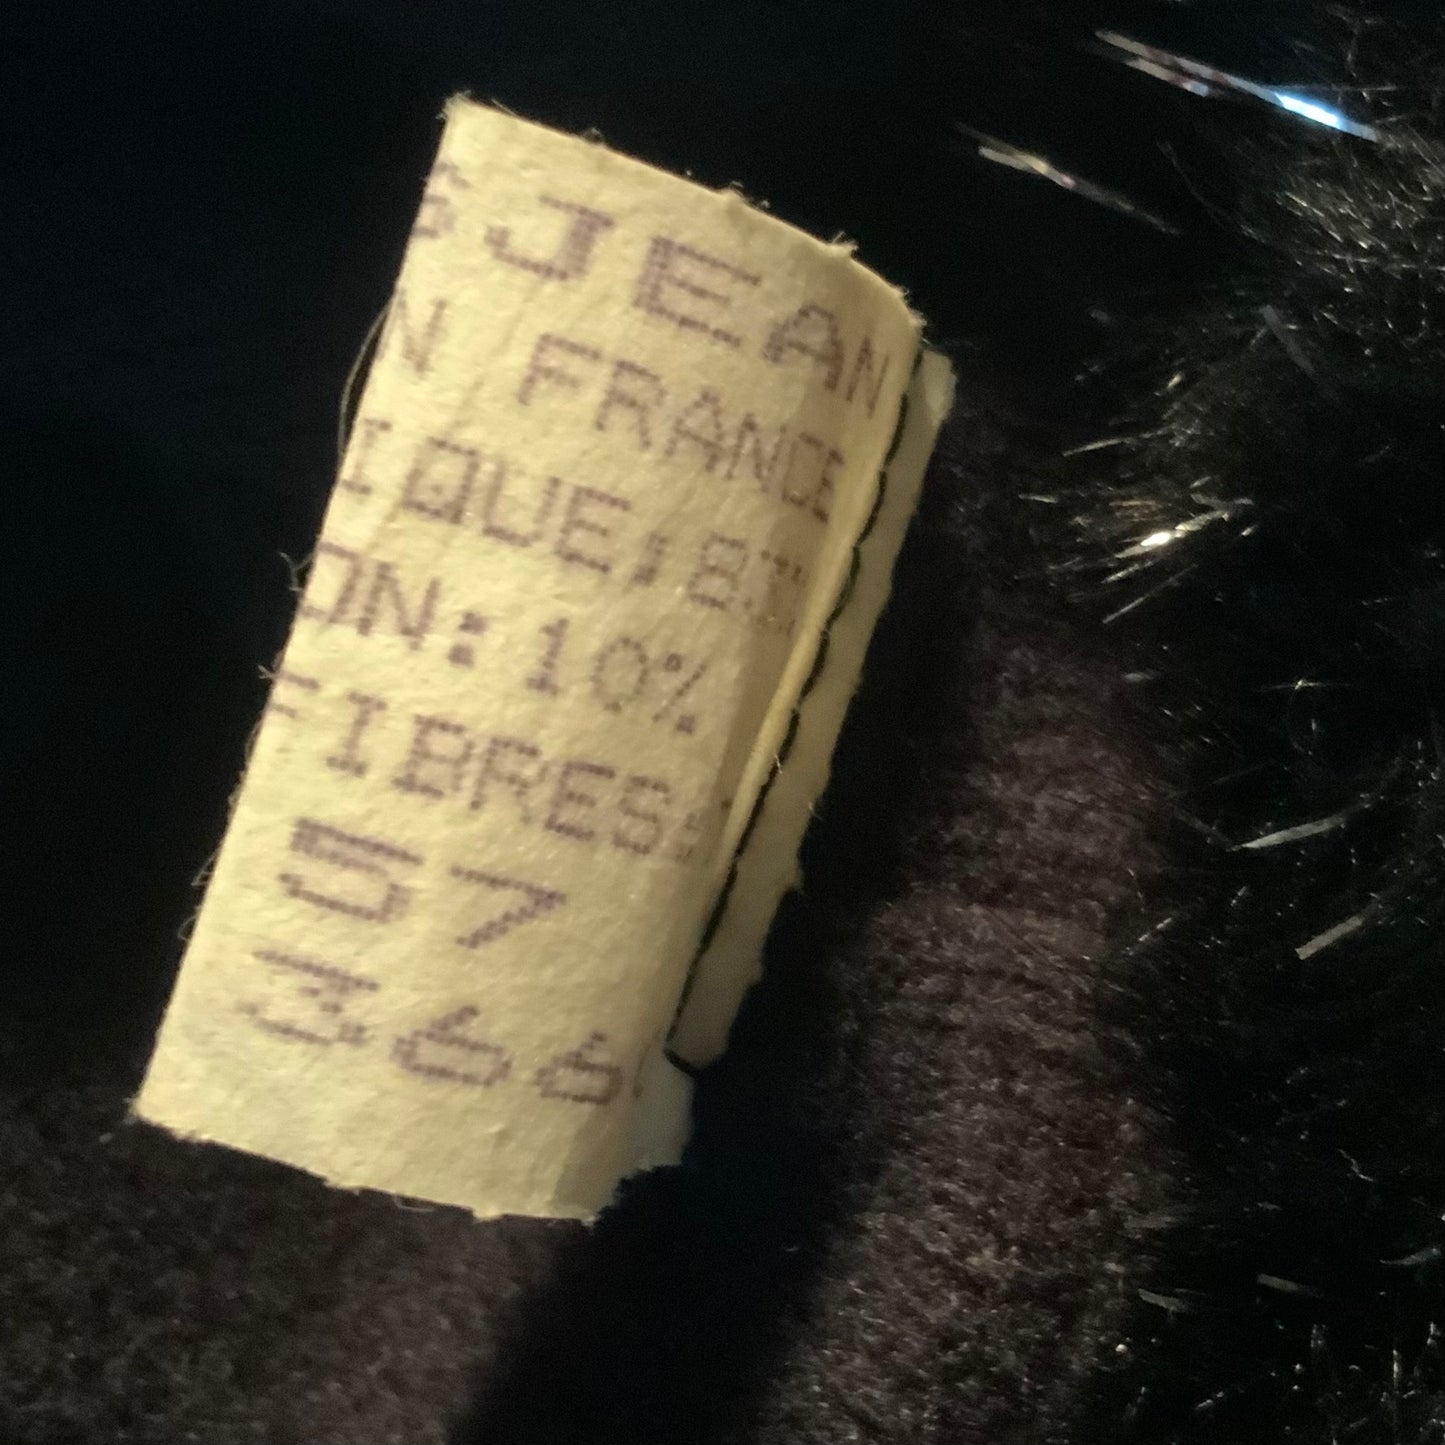 S JEAN
N FRANCE
IQUE:8
ON:10%
FIBRES:
57
366